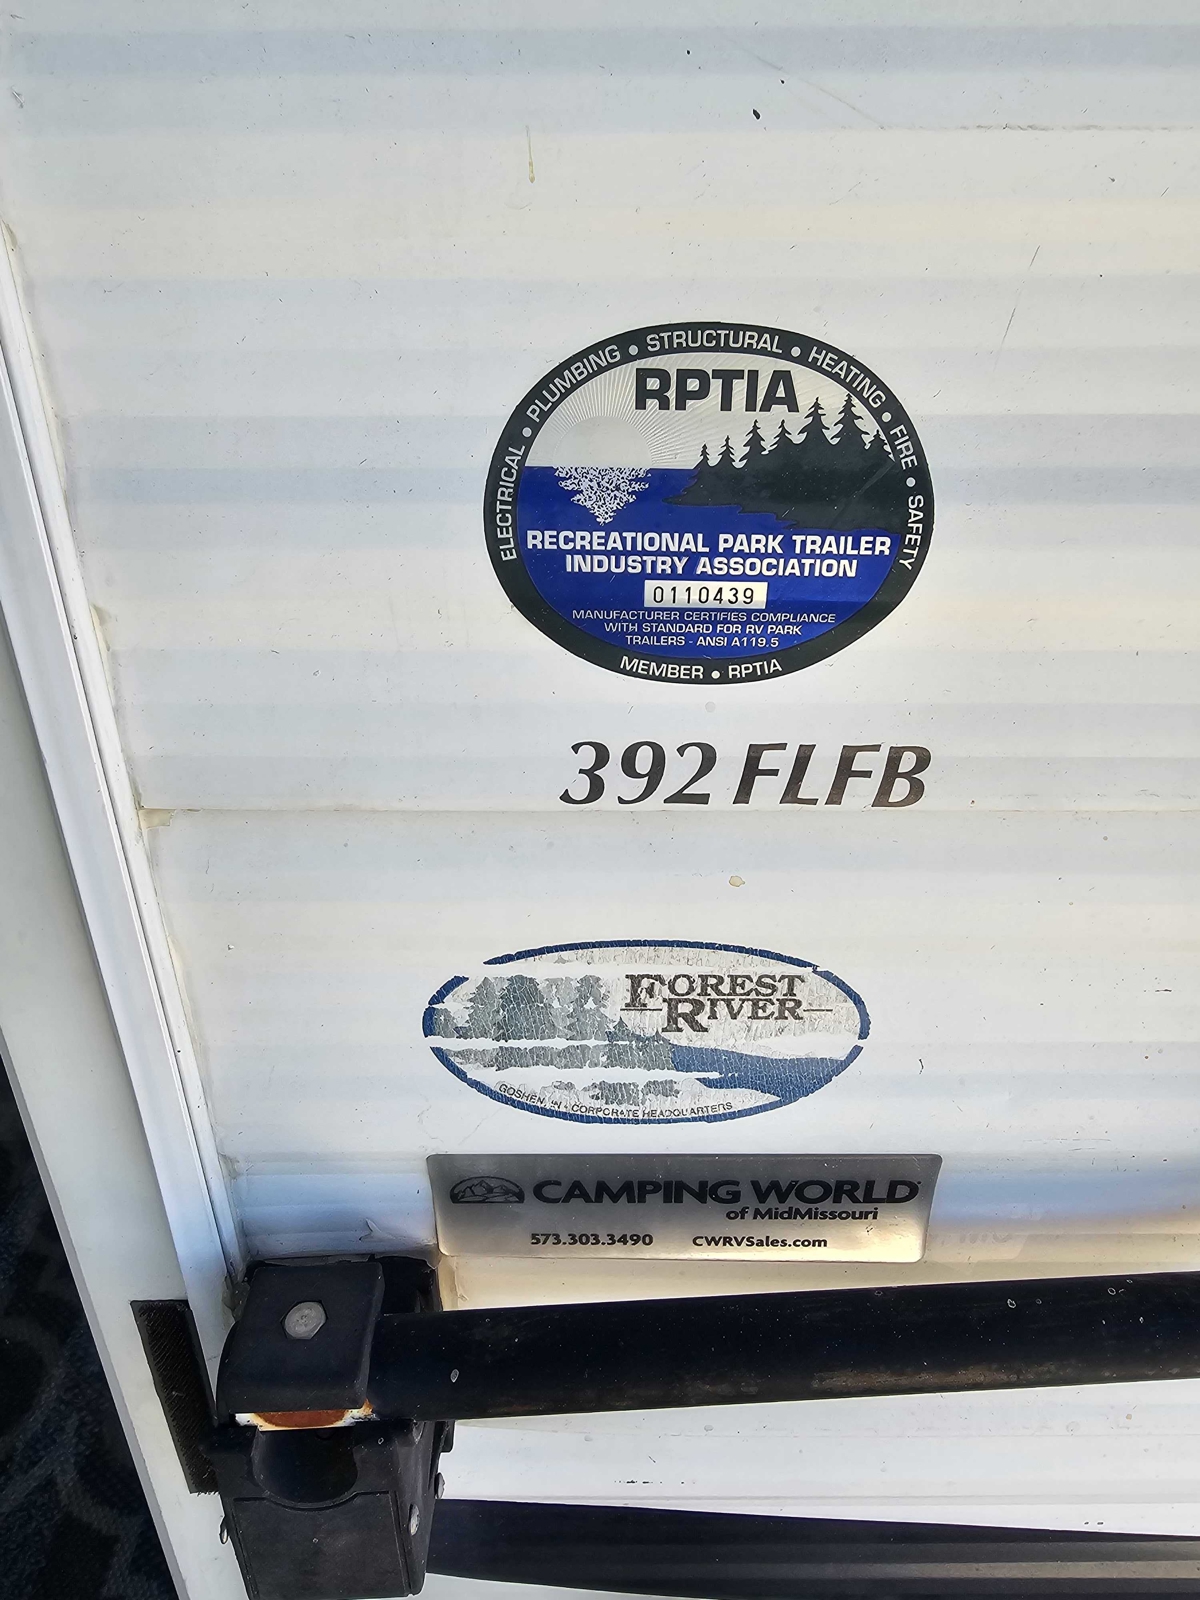 ELECTRICAL • PLUMBING • STRUCTURAL • HEATING • FIRE • SAFETY
RPTIA
RECREATIONAL PARK TRAILER
INDUSTRY ASSOCIATION
0110439
MANUFACTURER CERTIFIES COMPLIANCE
WITH STANDARD FOR RV PARK
TRAILERS - ANSI A119.5
MEMBER • RPTIA
392 FLFB
FOREST
RIVER
GOSHEN, IN • CORPORATE HEADQUARTERS
CAMPING WORLD
of MidMissouri
573.303.3490 CWRVSales.com